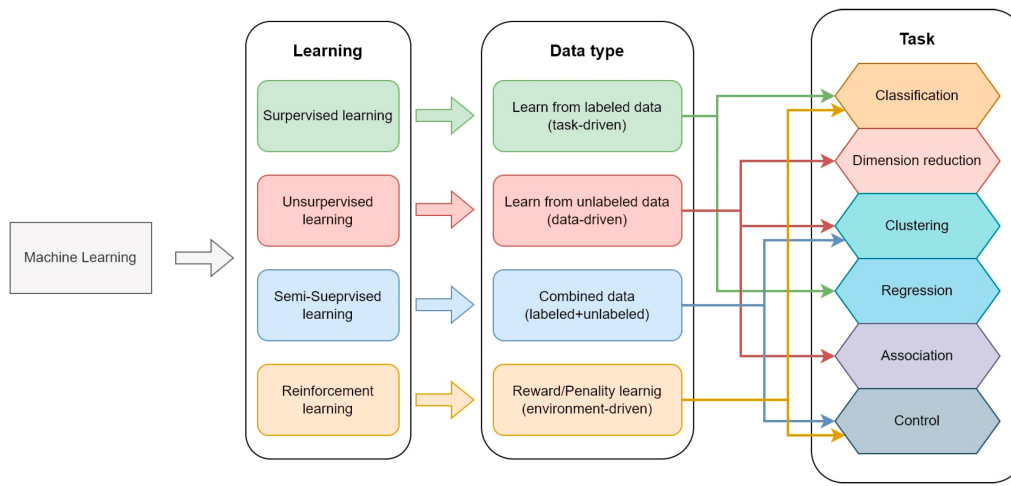 Machine Learning
Learning
Surpervised learning
Unsurpervised
learning
Semi-Sueprvised
learning
Reinforcement
learning
Data type
Learn from labeled data
(task-driven)
Learn from unlabeled data
(data-driven)
Combined data
(labeled+unlabeled)
Reward/Penality learnig
(environment-driven)
Task
Classification
Dimension reduction
Clustering
Regression
Association
Control